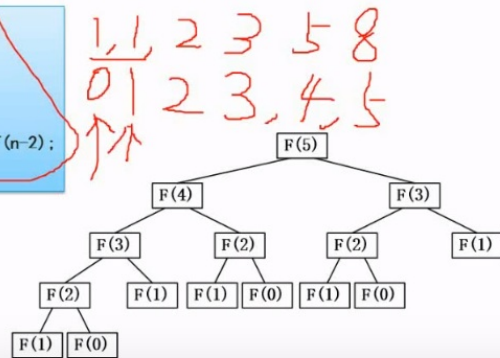 1, 1, 2 3 5 8
0 1 2 3, 4, 5
(n-2);
F(5)
F(4) F(3)
F(3) F(2) F(2) F(1)
F(2) F(1) F(1) F(0) F(1) F(0)
F(1) F(0)